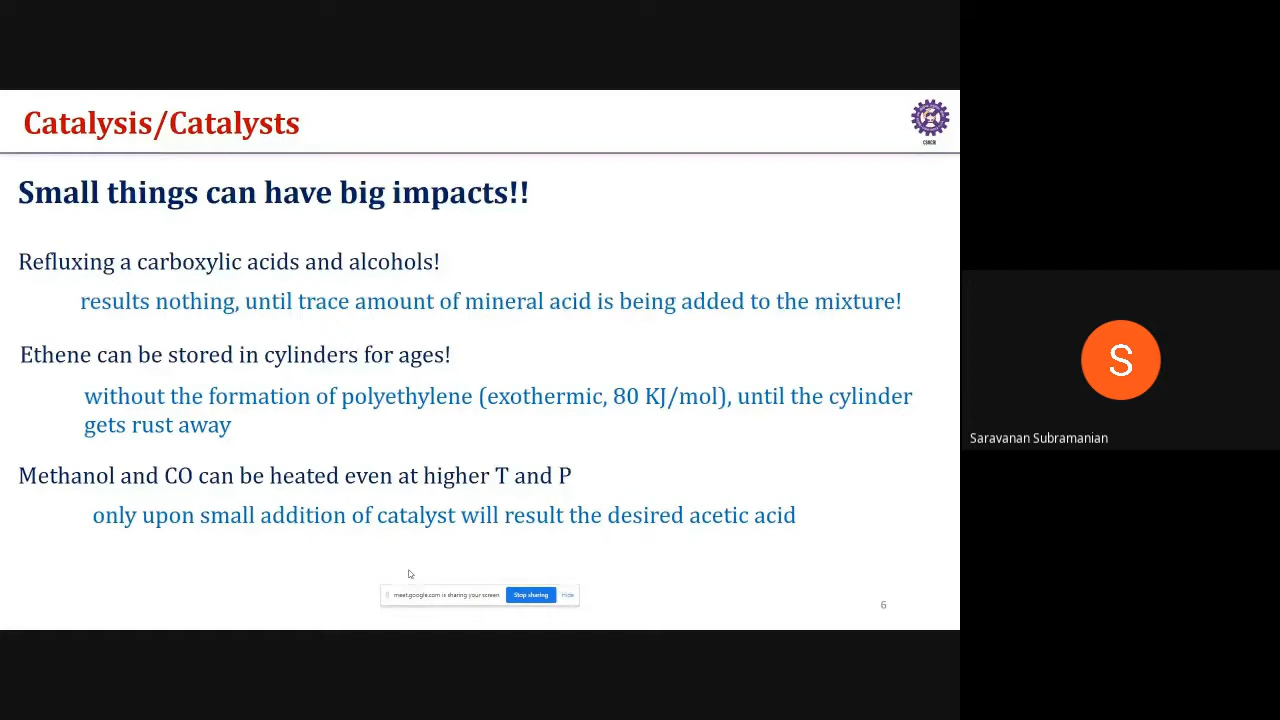 Catalysis/Catalysts
CSMCRI
Small things can have big impacts!!
Refluxing a carboxylic acids and alcohols!
results nothing, until trace amount of mineral acid is being added to the mixture!
Ethene can be stored in cylinders for ages!
without the formation of polyethylene (exothermic, 80 KJ/mol), until the cylinder
gets rust away
Methanol and CO can be heated even at higher T and P
only upon small addition of catalyst will result the desired acetic acid
meet.google.com is sharing your screen
Stop sharing
Hide
6
S
Saravanan Subramanian